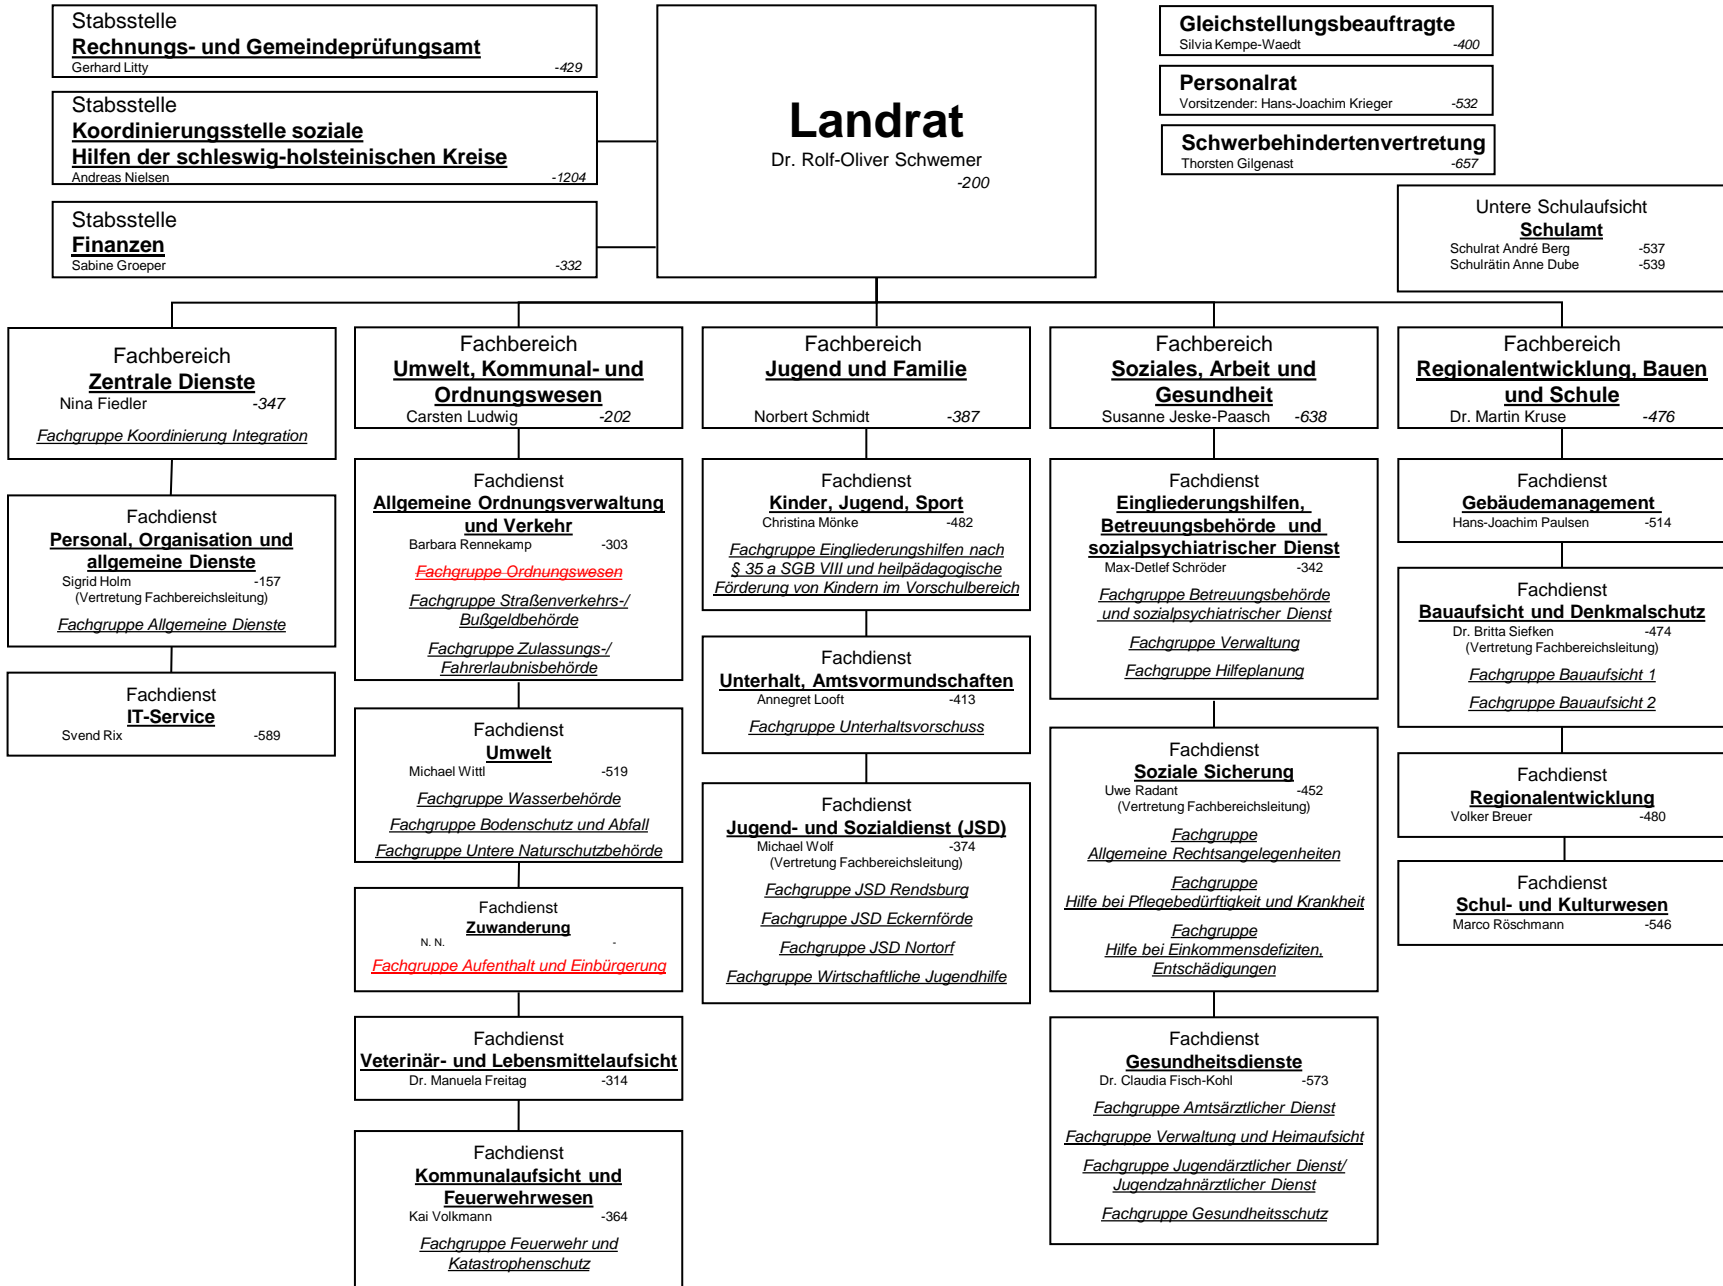 Stabsstelle
Rechnungs- und Gemeindeprüfungsamt
Gerhard Litty -429
Stabsstelle
Koordinierungsstelle soziale
Hilfen der schleswig-holsteinischen Kreise
Andreas Nielsen -1204
Stabsstelle
Finanzen
Sabine Groeper -332
Landrat
Dr. Rolf-Oliver Schwemer
-200
Gleichstellungsbeauftragte
Silvia Kempe-Waedt -400
Personalrat
Vorsitzender: Hans-Joachim Krieger -532
Schwerbehindertenvertretung
Thorsten Gilgenast -657
Untere Schulaufsicht
Schulamt
Schulrat André Berg -537
Schulrätin Anne Dube -539
Fachbereich
Zentrale Dienste
Nina Fiedler -347
Fachgruppe Koordinierung Integration
Fachdienst
Personal, Organisation und
allgemeine Dienste
Sigrid Holm -157
(Vertretung Fachbereichsleitung)
Fachgruppe Allgemeine Dienste
Fachdienst
IT-Service
Svend Rix -589
Fachbereich
Umwelt, Kommunal- und
Ordnungswesen
Carsten Ludwig -202
Fachdienst
Allgemeine Ordnungsverwaltung
und Verkehr
Barbara Rennekamp -303
Fachgruppe Ordnungswesen
Fachgruppe Straßenverkehrs-/
Bußgeldbehörde
Fachgruppe Zulassungs-/
Fahrerlaubnisbehörde
Fachdienst
Umwelt
Michael Wittl -519
Fachgruppe Wasserbehörde
Fachgruppe Bodenschutz und Abfall
Fachgruppe Untere Naturschutzbehörde
Fachdienst
Zuwanderung
N. N. -
Fachgruppe Aufenthalt und Einbürgerung
Fachdienst
Veterinär- und Lebensmittelaufsicht
Dr. Manuela Freitag -314
Fachdienst
Kommunalaufsicht und
Feuerwehrwesen
Kai Volkmann -364
Fachgruppe Feuerwehr und
Katastrophenschutz
Fachbereich
Jugend und Familie
Norbert Schmidt -387
Fachdienst
Kinder, Jugend, Sport
Christina Mönke -482
Fachgruppe Eingliederungshilfen nach
§ 35 a SGB VIII und heilpädagogische
Förderung von Kindern im Vorschulbereich
Fachdienst
Unterhalt, Amtsvormundschaften
Annegret Looft -413
Fachgruppe Unterhaltsvorschuss
Fachdienst
Jugend- und Sozialdienst (JSD)
Michael Wolf -374
(Vertretung Fachbereichsleitung)
Fachgruppe JSD Rendsburg
Fachgruppe JSD Eckernförde
Fachgruppe JSD Nortorf
Fachgruppe Wirtschaftliche Jugendhilfe
Fachbereich
Soziales, Arbeit und
Gesundheit
Susanne Jeske-Paasch -638
Fachdienst
Eingliederungshilfen,
Betreuungsbehörde und
sozialpsychiatrischer Dienst
Max-Detlef Schröder -342
Fachgruppe Betreuungsbehörde
und sozialpsychiatrischer Dienst
Fachgruppe Verwaltung
Fachgruppe Hilfeplanung
Fachdienst
Soziale Sicherung
Uwe Radant -452
(Vertretung Fachbereichsleitung)
Fachgruppe
Allgemeine Rechtsangelegenheiten
Fachgruppe
Hilfe bei Pflegebedürftigkeit und Krankheit
Fachgruppe
Hilfe bei Einkommensdefiziten,
Entschädigungen
Fachdienst
Gesundheitsdienste
Dr. Claudia Fisch-Kohl -573
Fachgruppe Amtsärztlicher Dienst
Fachgruppe Verwaltung und Heimaufsicht
Fachgruppe Jugendärztlicher Dienst/
Jugendzahnärztlicher Dienst
Fachgruppe Gesundheitsschutz
Fachbereich
Regionalentwicklung, Bauen
und Schule
Dr. Martin Kruse -476
Fachdienst
Gebäudemanagement
Hans-Joachim Paulsen -514
Fachdienst
Bauaufsicht und Denkmalschutz
Dr. Britta Siefken -474
(Vertretung Fachbereichsleitung)
Fachgruppe Bauaufsicht 1
Fachgruppe Bauaufsicht 2
Fachdienst
Regionalentwicklung
Volker Breuer -480
Fachdienst
Schul- und Kulturwesen
Marco Röschmann -546